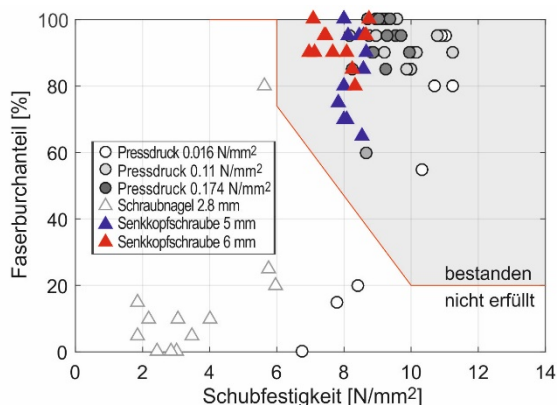 100
80
60
40
20
0
Faserburchanteil [%]
Pressdruck 0.016 N/mm²
Pressdruck 0.11 N/mm²
Pressdruck 0.174 N/mm²
Schraubnagel 2.8 mm
Senkkopfschraube 5 mm
Senkkopfschraube 6 mm
bestanden
nicht erfüllt
0 2 4 6 8 10 12 14
Schubfestigkeit [N/mm²]